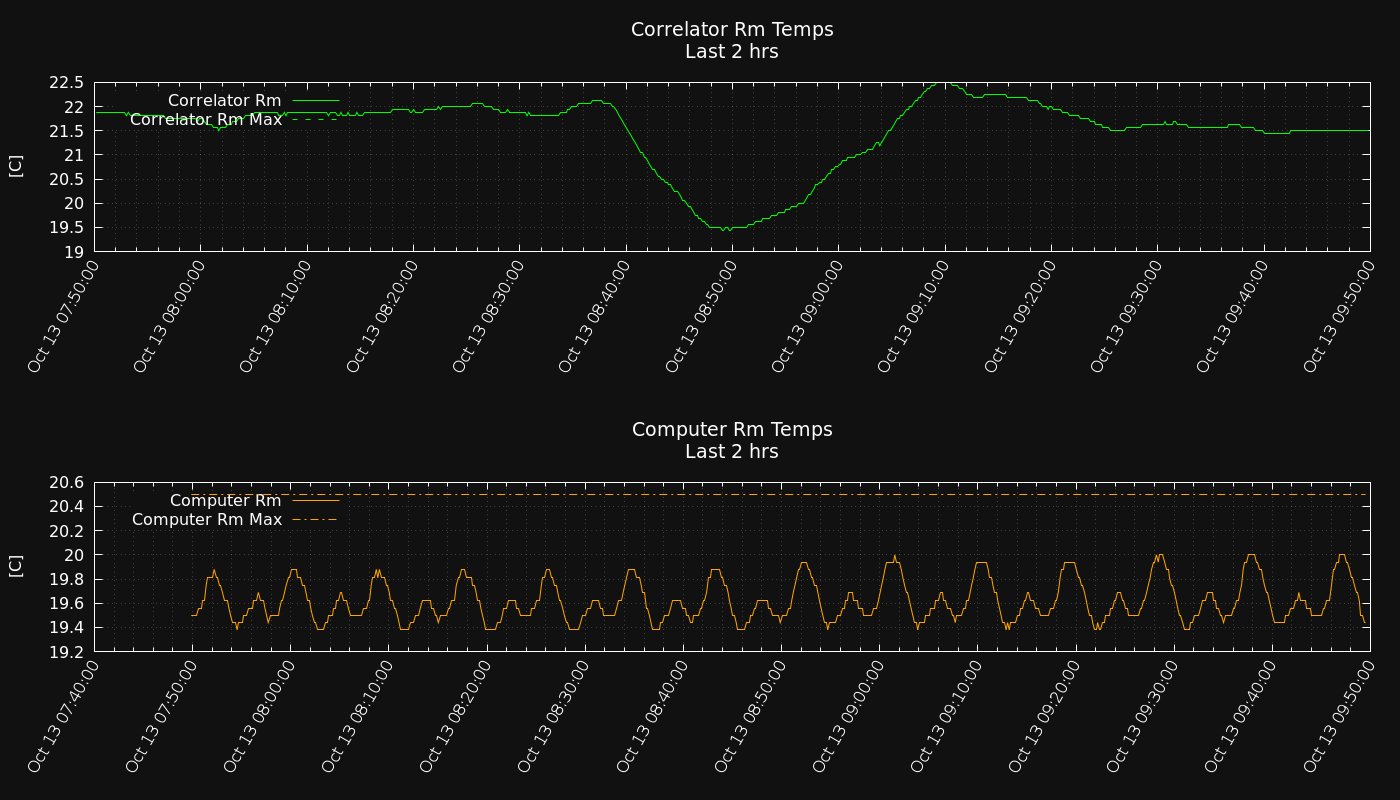 Correlator Rm Temps
Last 2 hrs
22.5
22
21.5
21
20.5
20
19.5
19
[C]
Correlator Rm
Correlator Rm Max
Oct 13 07:50:00
Oct 13 08:00:00
Oct 13 08:10:00
Oct 13 08:20:00
Oct 13 08:30:00
Oct 13 08:40:00
Oct 13 08:50:00
Oct 13 09:00:00
Oct 13 09:10:00
Oct 13 09:20:00
Oct 13 09:30:00
Oct 13 09:40:00
Oct 13 09:50:00
Computer Rm Temps
Last 2 hrs
20.6
20.4
20.2
20
19.8
19.6
19.4
19.2
[C]
Computer Rm
Computer Rm Max
Oct 13 07:40:00
Oct 13 07:50:00
Oct 13 08:00:00
Oct 13 08:10:00
Oct 13 08:20:00
Oct 13 08:30:00
Oct 13 08:40:00
Oct 13 08:50:00
Oct 13 09:00:00
Oct 13 09:10:00
Oct 13 09:20:00
Oct 13 09:30:00
Oct 13 09:40:00
Oct 13 09:50:00